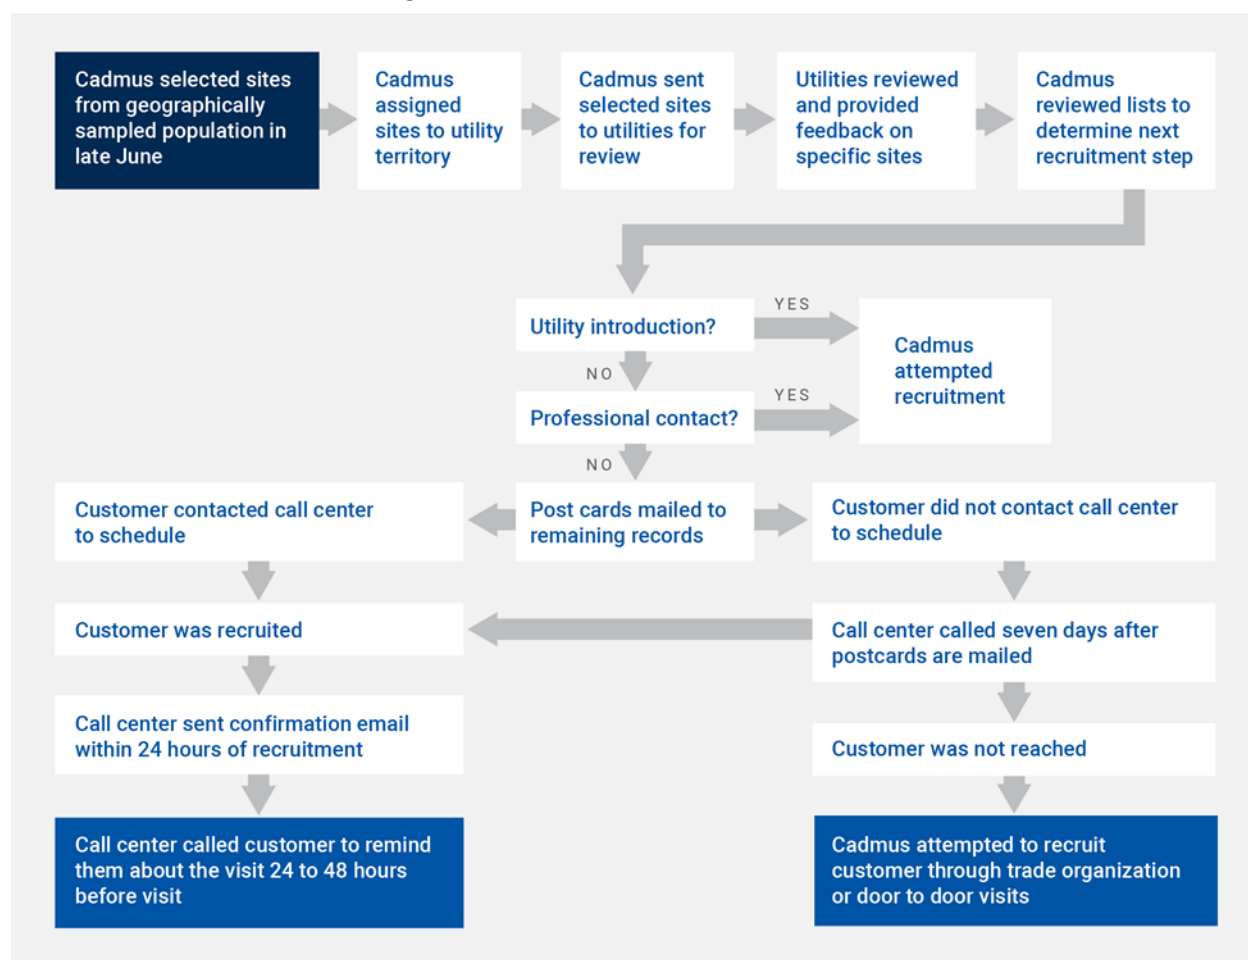 Cadmus selected sites
from geographically
sampled population in
late June
Cadmus
assigned
sites to utility
territory
Cadmus sent
selected sites
to utilities for
review
Utilities reviewed
and provided
feedback on
specific sites
Cadmus
reviewed lists to
determine next
recruitment step
Utility introduction?
YES
Cadmus
attempted
recruitment
NO
Professional contact?
YES
NO
Customer contacted call center
to schedule
Post cards mailed to
remaining records
Customer did not contact call center
to schedule
Customer was recruited
Call center called seven days after
postcards are mailed
Call center sent confirmation email
within 24 hours of recruitment
Customer was not reached
Call center called customer to remind
them about the visit 24 to 48 hours
before visit
Cadmus attempted to recruit
customer through trade organization
or door to door visits